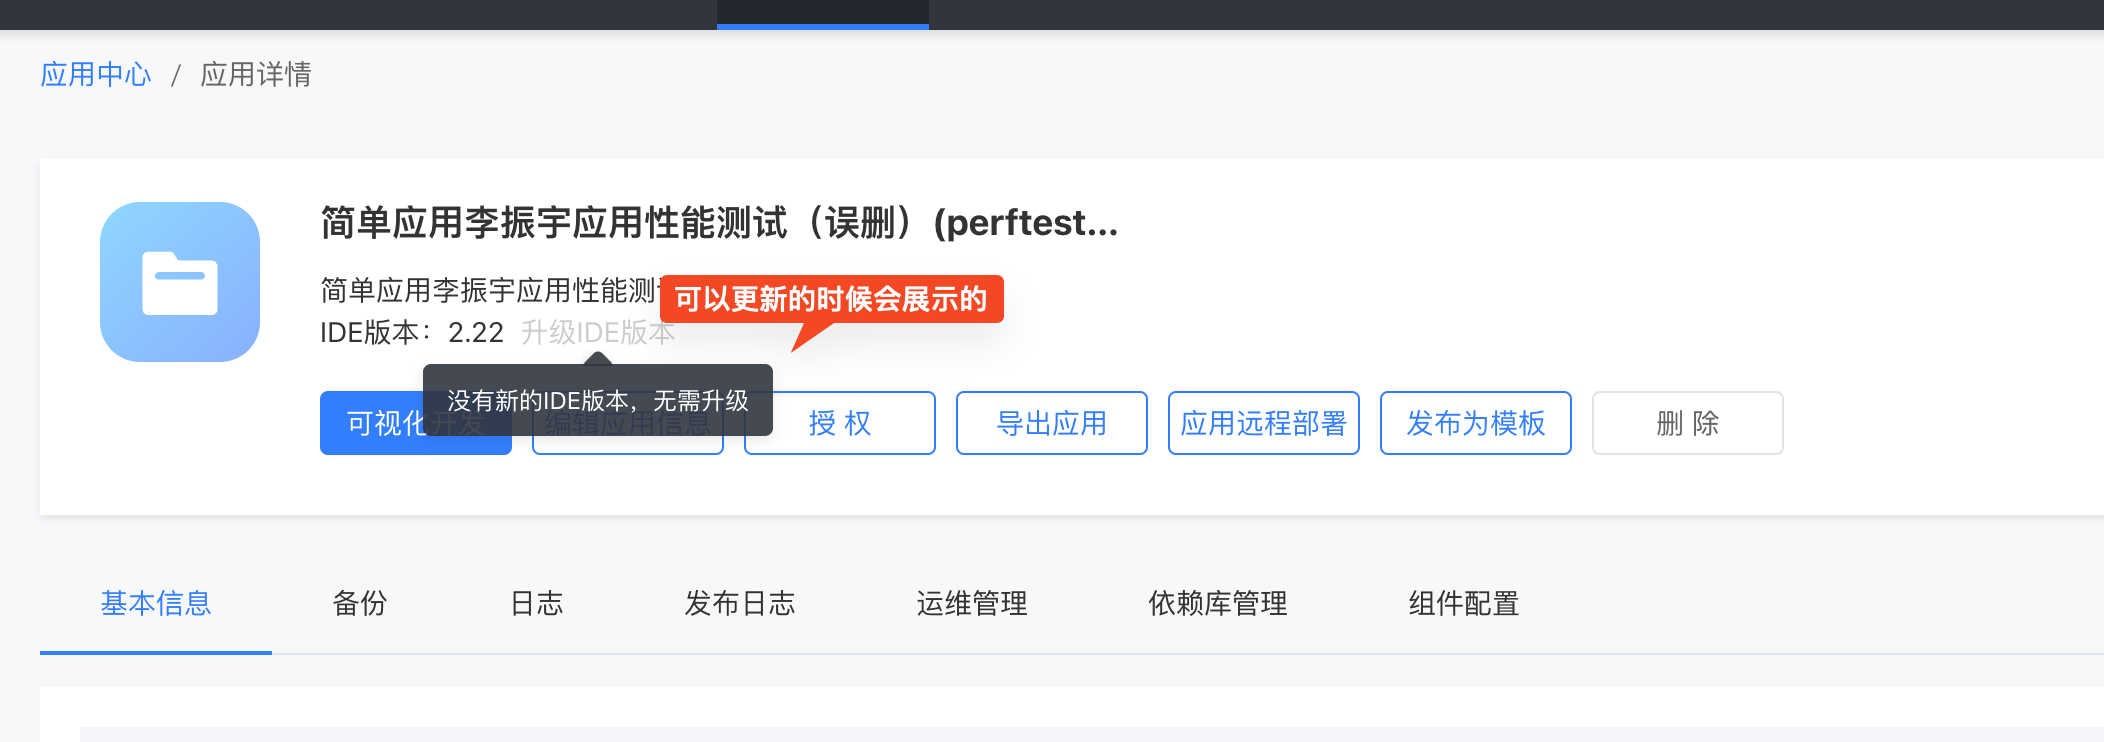 应用中心 / 应用详情
简单应用李振宇应用性能测试（误删）(perftest...
简单应用李振宇应用性能测
可以更新的时候会展示的
IDE版本：2.22 升级IDE版本
没有新的IDE版本，无需升级
可视化开发 编辑应用信息 授 权 导出应用 应用远程部署 发布为模板 删 除
基本信息 备份 日志 发布日志 运维管理 依赖库管理 组件配置